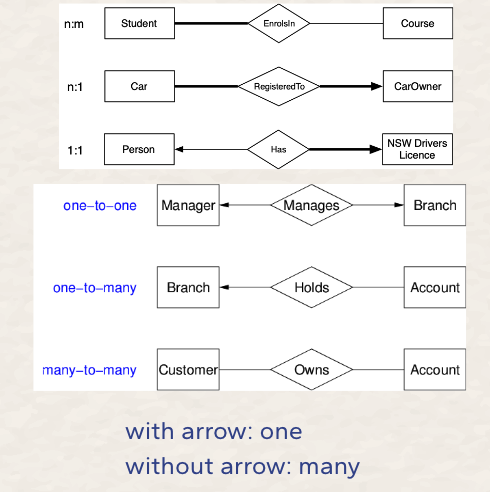 n:m Student EnrolsIn Course
n:1 Car RegisteredTo CarOwner
1:1 Person Has NSW Drivers
Licence
one–to–one Manager Manages Branch
one–to–many Branch Holds Account
many–to–many Customer Owns Account
with arrow: one
without arrow: many